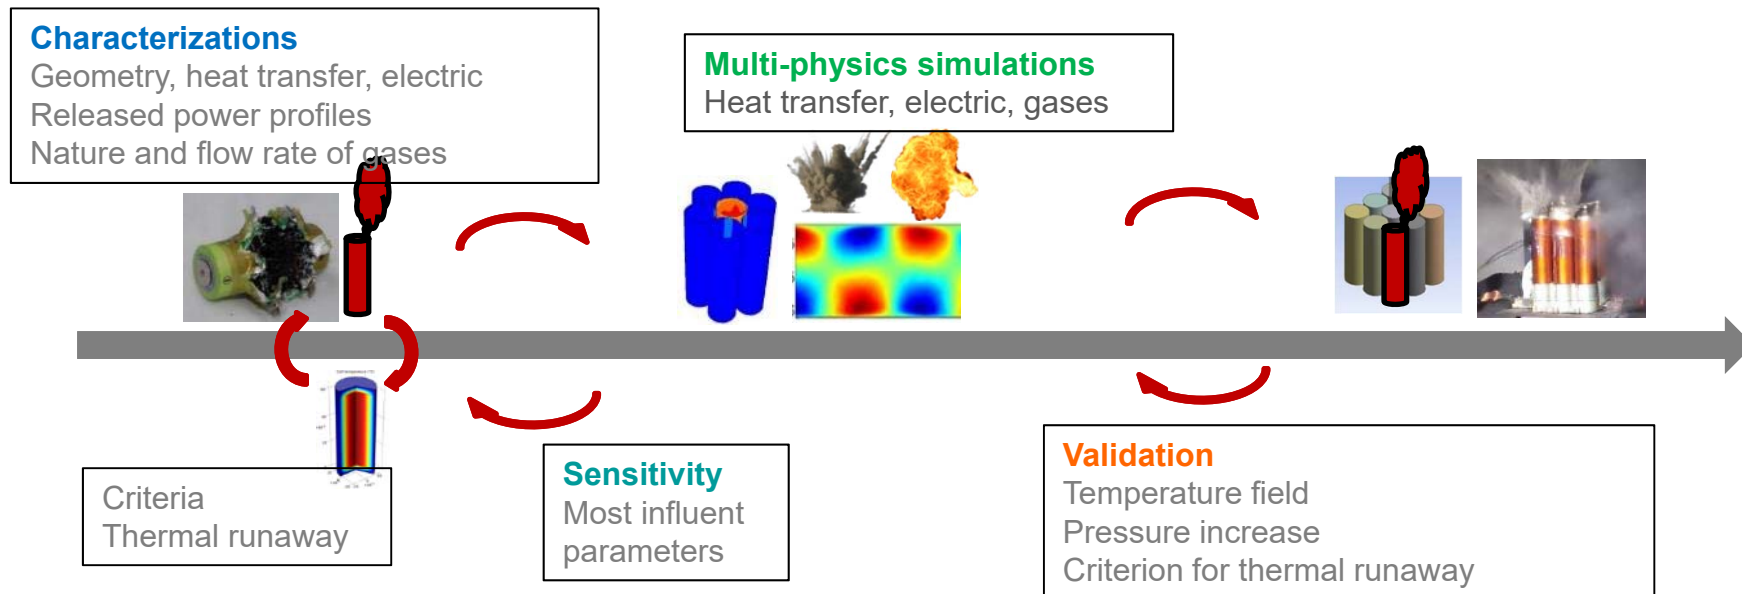 Characterizations
Geometry, heat transfer, electric
Released power profiles
Nature and flow rate of gases
Multi-physics simulations
Heat transfer, electric, gases
Criteria
Thermal runaway
Sensitivity
Most influent
parameters
Validation
Temperature field
Pressure increase
Criterion for thermal runaway